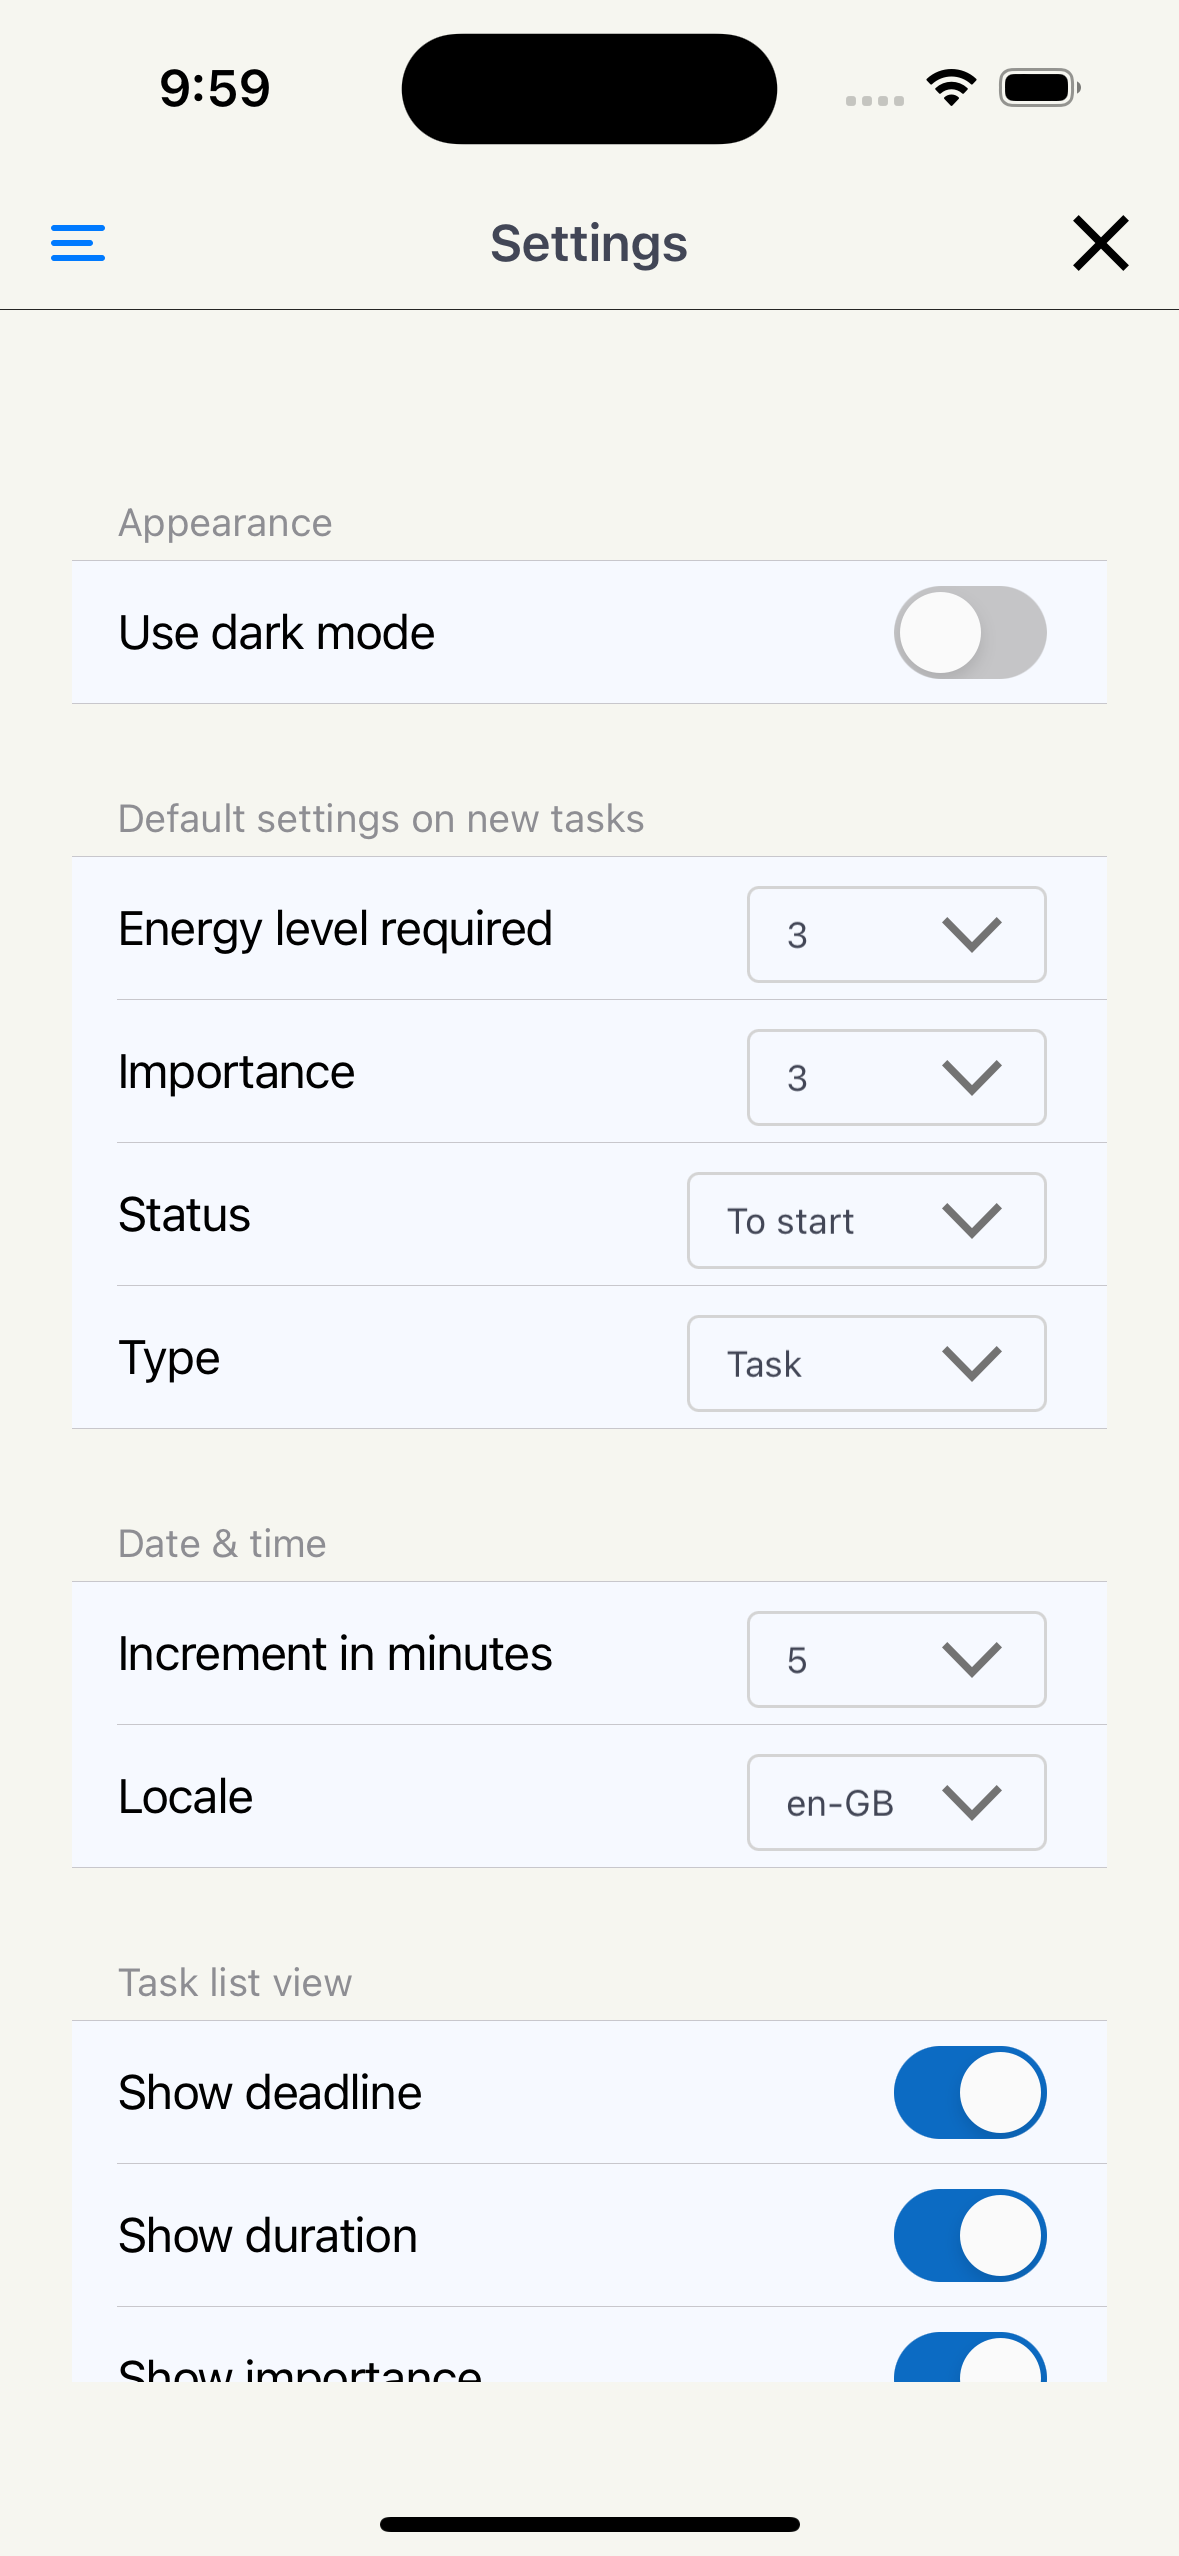 9:59
Settings
Appearance
Use dark mode
Default settings on new tasks
Energy level required 3
Importance 3
Status To start
Type Task
Date & time
Increment in minutes 5
Locale en-GB
Task list view
Show deadline
Show duration
Show importance